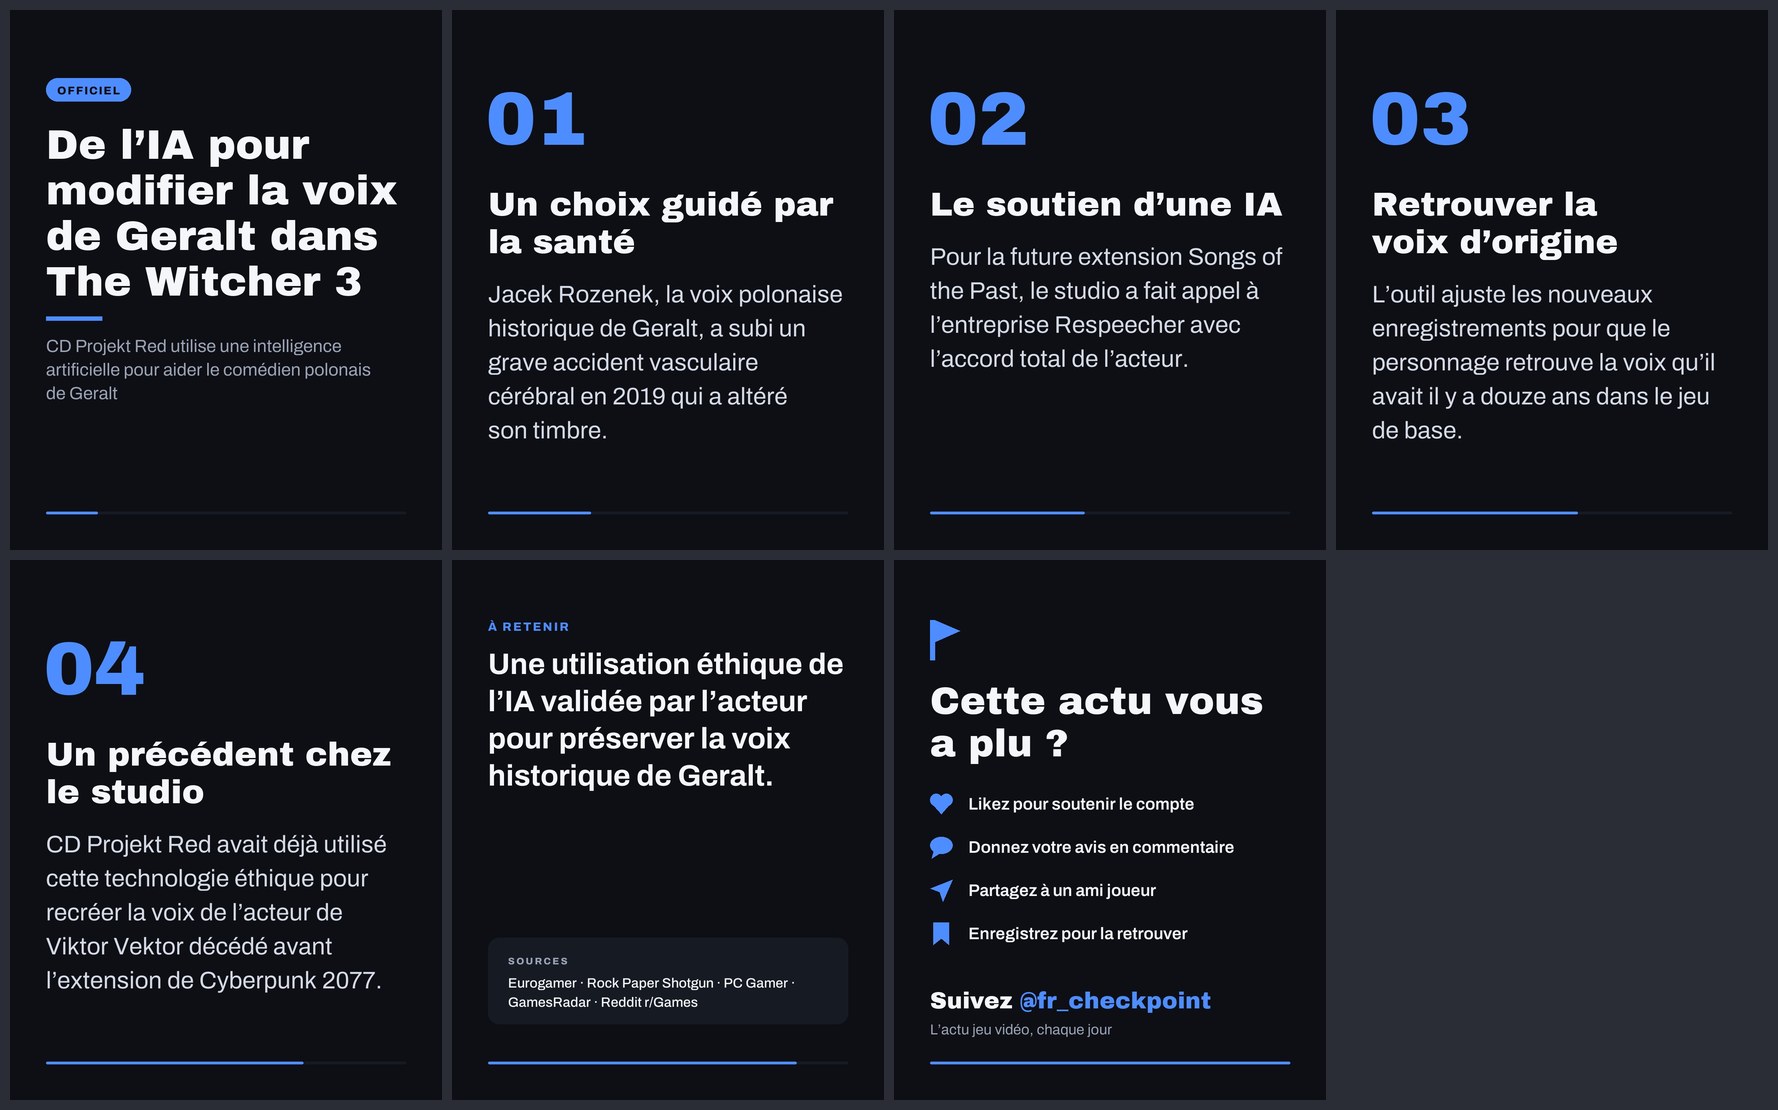 OFFICIEL
De l’IA pour
modifier la voix
de Geralt dans
The Witcher 3
CD Projekt Red utilise une intelligence
artificielle pour aider le comédien polonais
de Geralt
01
Un choix guidé par
la santé
Jacek Rozenek, la voix polonaise
historique de Geralt, a subi un
grave accident vasculaire
cérébral en 2019 qui a altéré
son timbre.
02
Le soutien d’une IA
Pour la future extension Songs of
the Past, le studio a fait appel à
l’entreprise Respeecher avec
l’accord total de l’acteur.
03
Retrouver la
voix d’origine
L’outil ajuste les nouveaux
enregistrements pour que le
personnage retrouve la voix qu’il
avait il y a douze ans dans le jeu
de base.
04
Un précédent chez
le studio
CD Projekt Red avait déjà utilisé
cette technologie éthique pour
recréer la voix de l’acteur de
Viktor Vektor décédé avant
l’extension de Cyberpunk 2077.
À RETENIR
Une utilisation éthique de
l’IA validée par l’acteur
pour préserver la voix
historique de Geralt.
SOURCES
Eurogamer · Rock Paper Shotgun · PC Gamer ·
GamesRadar · Reddit r/Games
Cette actu vous
a plu ?
Likez pour soutenir le compte
Donnez votre avis en commentaire
Partagez à un ami joueur
Enregistrez pour la retrouver
Suivez @fr_checkpoint
L’actu jeu vidéo, chaque jour